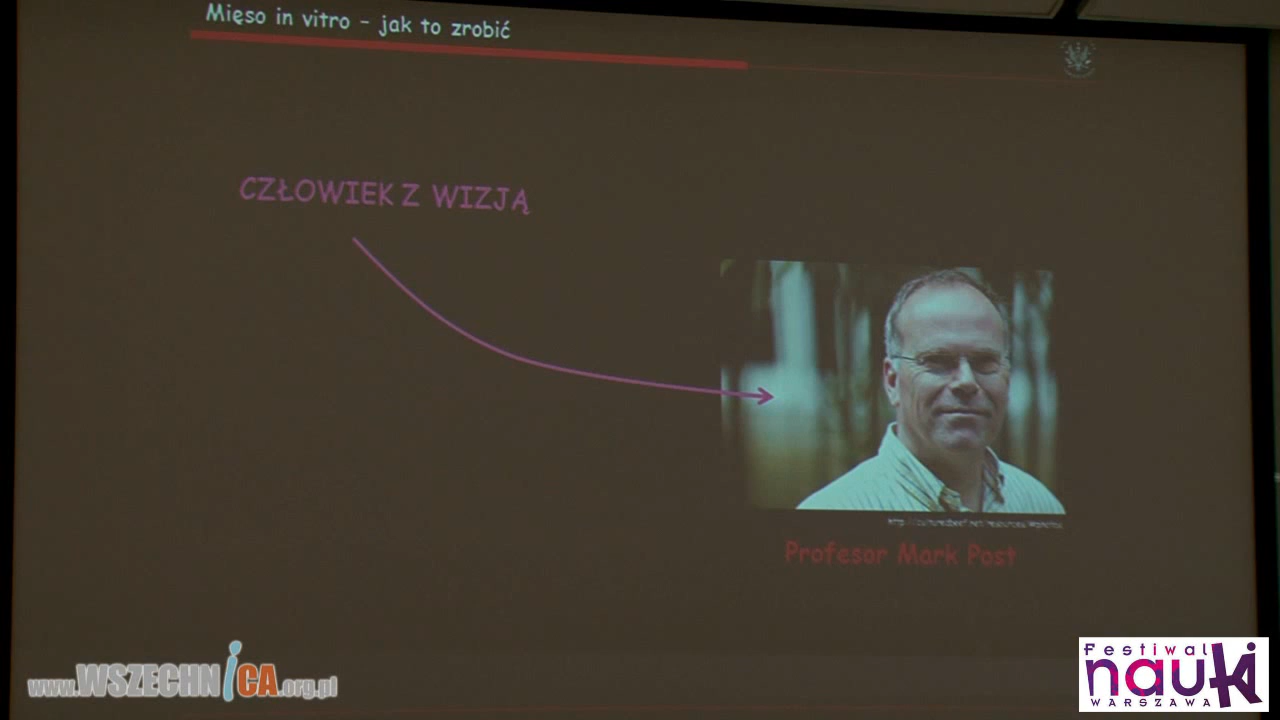 Mięso in vitro – jak to zrobić
CZŁOWIEK Z WIZJĄ
Profesor Mark Post
www.WSZECHNICA.org.pl
Festiwal
nauki
WARSZAWA